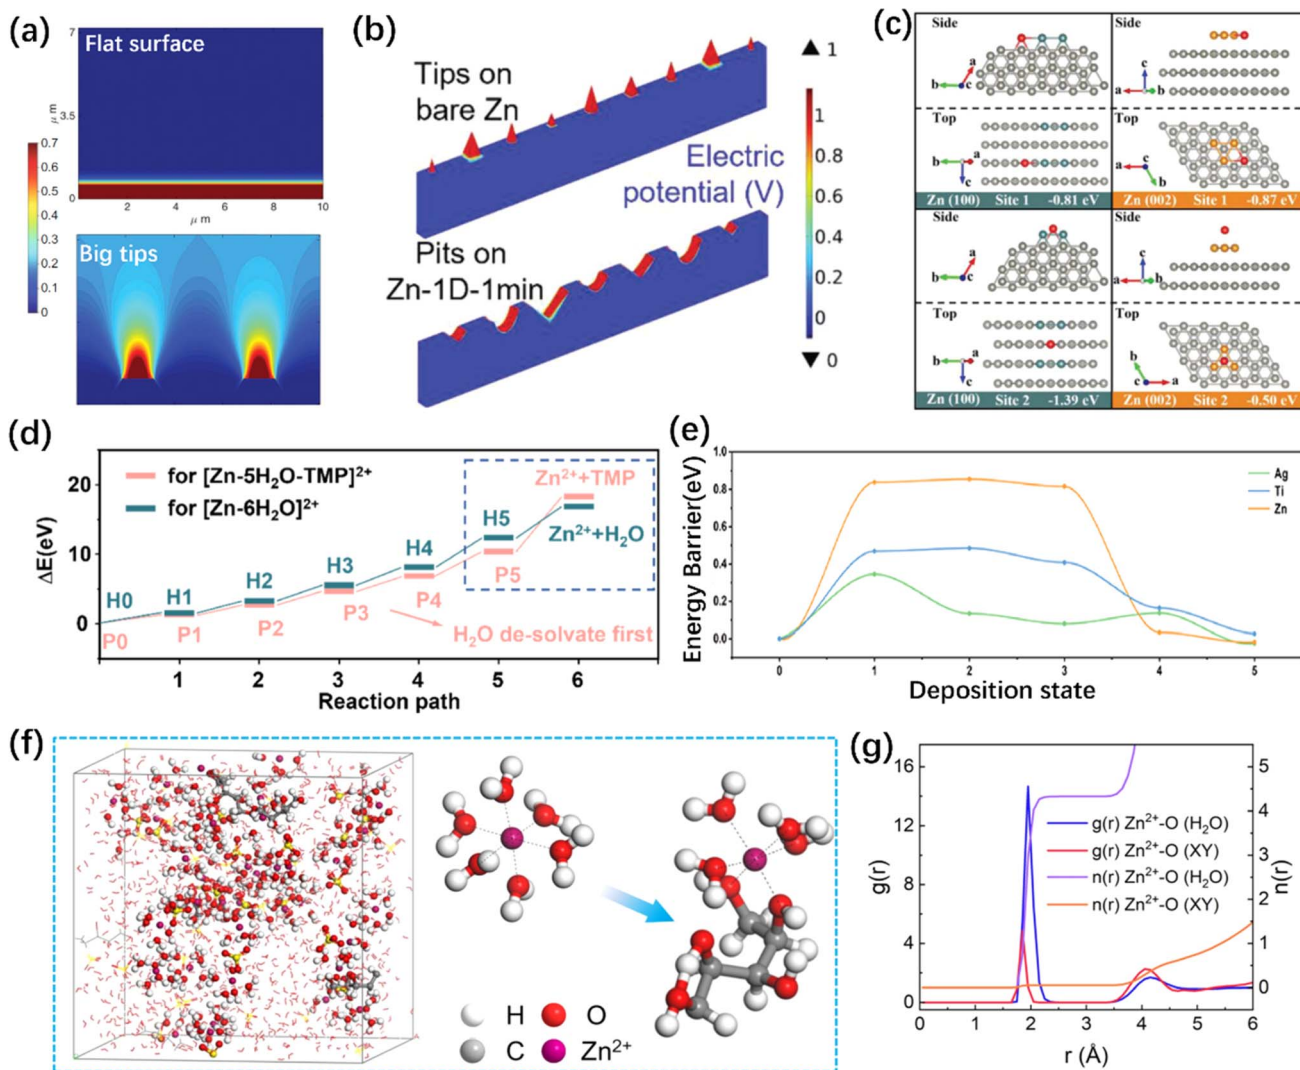 (a)
μm
7
3.5
0
Flat surface
2
4
6
8
10
μm
0.7
0.6
0.5
0.4
0.3
0.2
0.1
0
Big tips
(b)
Tips on
bare Zn
Electric
potential (V)
Pits on
Zn-1D-1min
▲ 1
1
0.8
0.6
0.4
0.2
0
▼ 0
(c)
Side
a
b
c
Top
b
a
c
Zn (100) Site 1 -0.81 eV
Side
c
a
b
Top
c
a
b
Zn (002) Site 1 -0.87 eV
Side
a
b
c
Top
b
a
c
Zn (100) Site 2 -1.39 eV
Side
c
a
b
Top
b
c
a
Zn (002) Site 2 -0.50 eV
(d)
for [Zn-5H₂O-TMP]²⁺
for [Zn-6H₂O]²⁺
ΔE(eV)
20
10
0
H0
H1
H2
H3
H4
H5
P0
P1
P2
P3
P4
P5
Zn²⁺+TMP
Zn²⁺+H₂O
H₂O de-solvate first
1
2
3
4
5
6
Reaction path
(e)
Energy Barrier(eV)
1.0
0.8
0.6
0.4
0.2
0.0
Ag
Ti
Zn
0
1
2
3
4
5
Deposition state
(f)
H
O
C
Zn²⁺
(g)
g(r)
16
12
8
4
0
g(r) Zn²⁺-O (H₂O)
g(r) Zn²⁺-O (XY)
n(r) Zn²⁺-O (H₂O)
n(r) Zn²⁺-O (XY)
5
4
3
2
1
0
n(r)
0
1
2
3
4
5
6
r (Å)